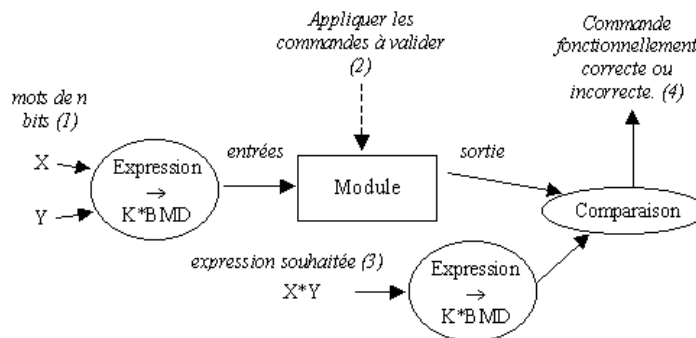 Appliquer les
commandes à valider
(2)
Commande
fonctionnellement
correcte ou
incorrecte. (4)
mots de n
bits (1)
X
Y
Expression
→
K*BMD
entrées
Module
sortie
Comparaison
expression souhaitée (3)
X*Y
Expression
→
K*BMD